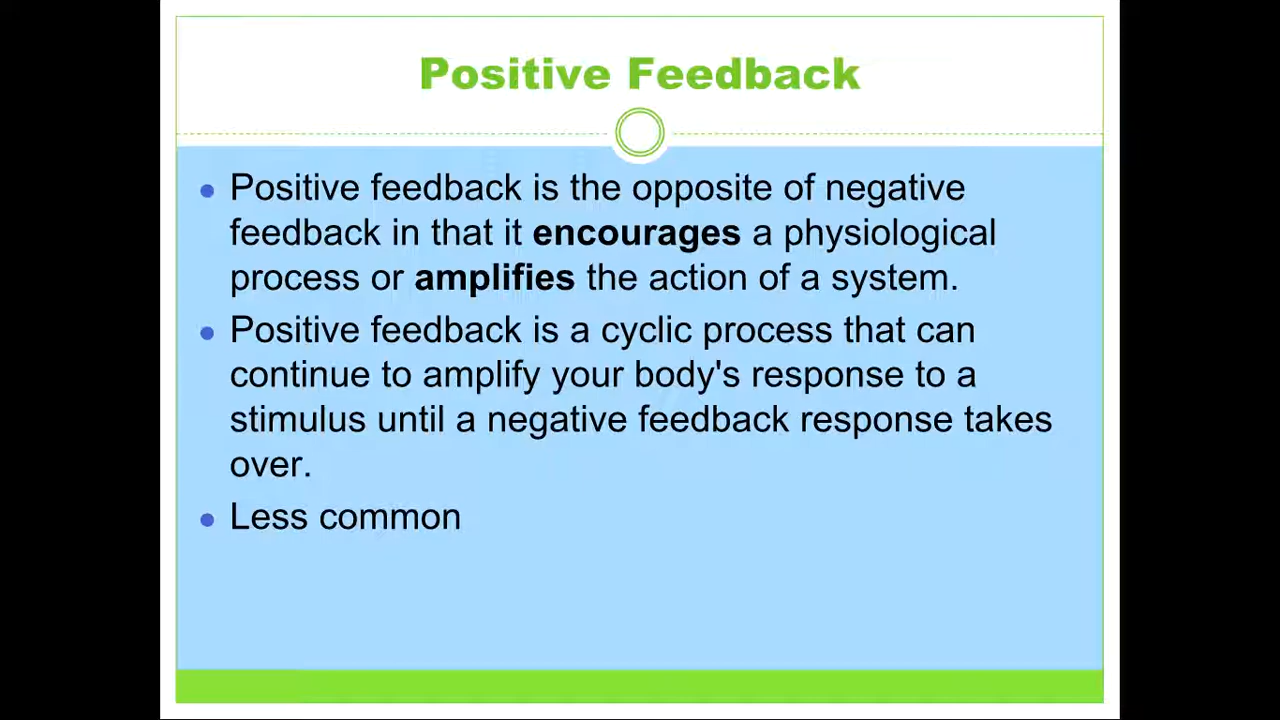 Positive Feedback
● Positive feedback is the opposite of negative
feedback in that it encourages a physiological
process or amplifies the action of a system.
● Positive feedback is a cyclic process that can
continue to amplify your body's response to a
stimulus until a negative feedback response takes
over.
● Less common